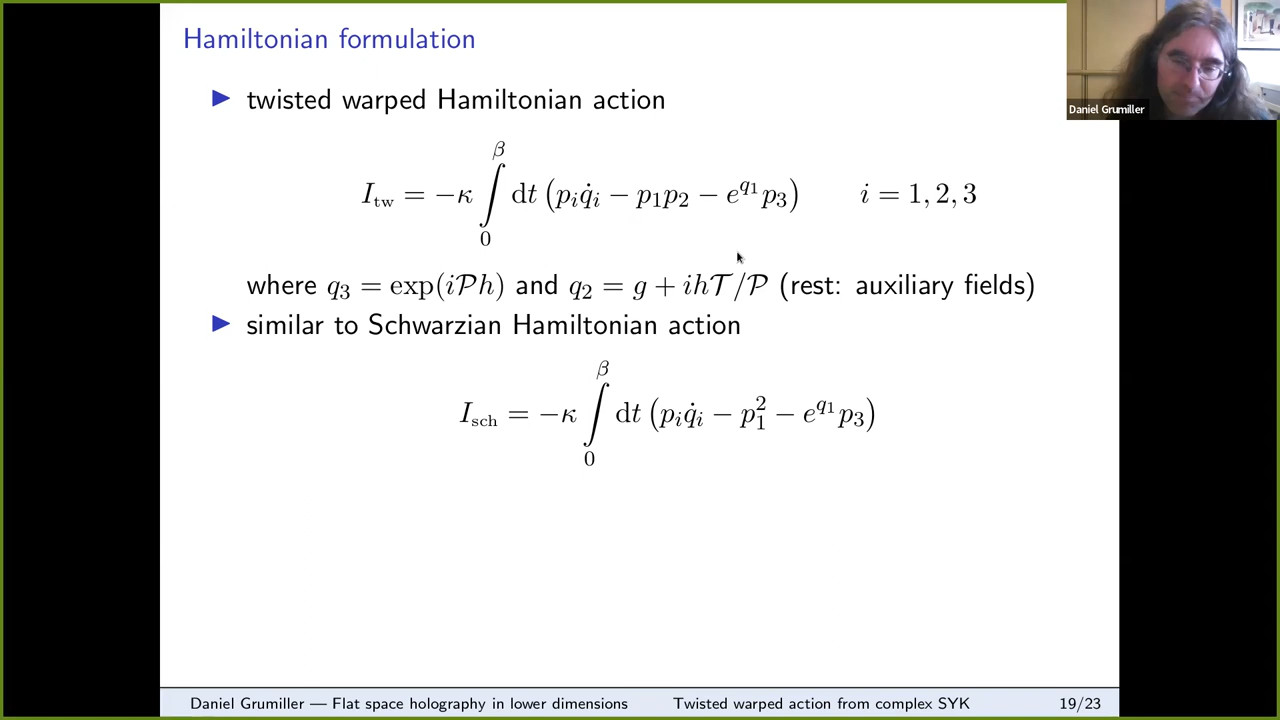 Hamiltonian formulation
▶ twisted warped Hamiltonian action
I_tw = −κ ∫_0^β dt (p_i q̇_i − p_1 p_2 − e^{q_1} p_3)    i = 1, 2, 3
where q_3 = exp(i𝒫h) and q_2 = g + ih𝒯/𝒫 (rest: auxiliary fields)
▶ similar to Schwarzian Hamiltonian action
I_sch = −κ ∫_0^β dt (p_i q̇_i − p_1^2 − e^{q_1} p_3)
Daniel Grumiller
Daniel Grumiller — Flat space holography in lower dimensions    Twisted warped action from complex SYK    19/23